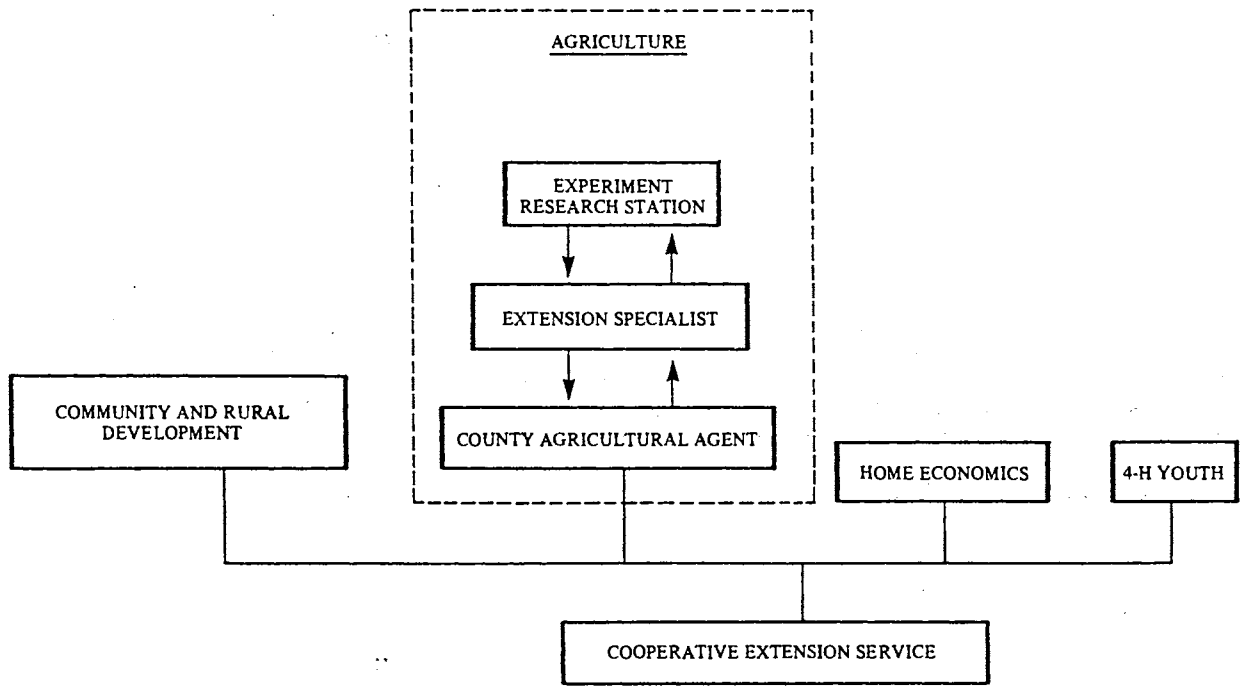 AGRICULTURE
EXPERIMENT
RESEARCH STATION
EXTENSION SPECIALIST
COMMUNITY AND RURAL
DEVELOPMENT
COUNTY AGRICULTURAL AGENT
HOME ECONOMICS
4-H YOUTH
COOPERATIVE EXTENSION SERVICE